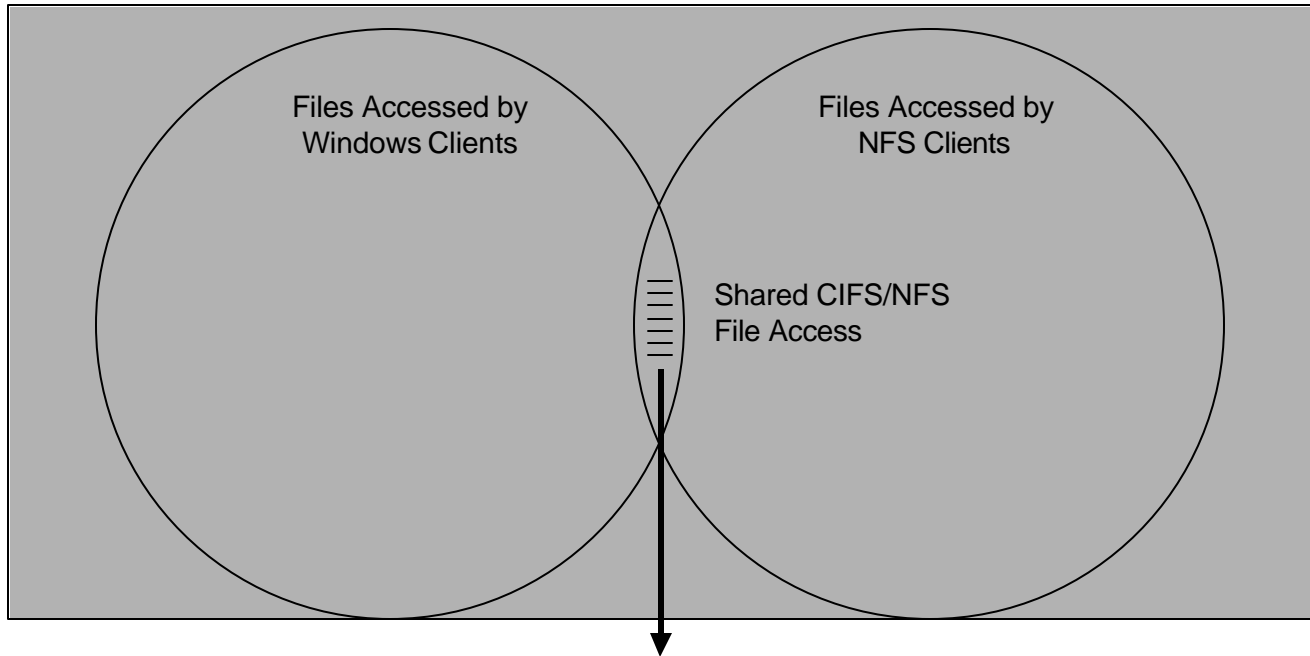 Files Accessed by
Windows Clients
Files Accessed by
NFS Clients
Shared CIFS/NFS
File Access